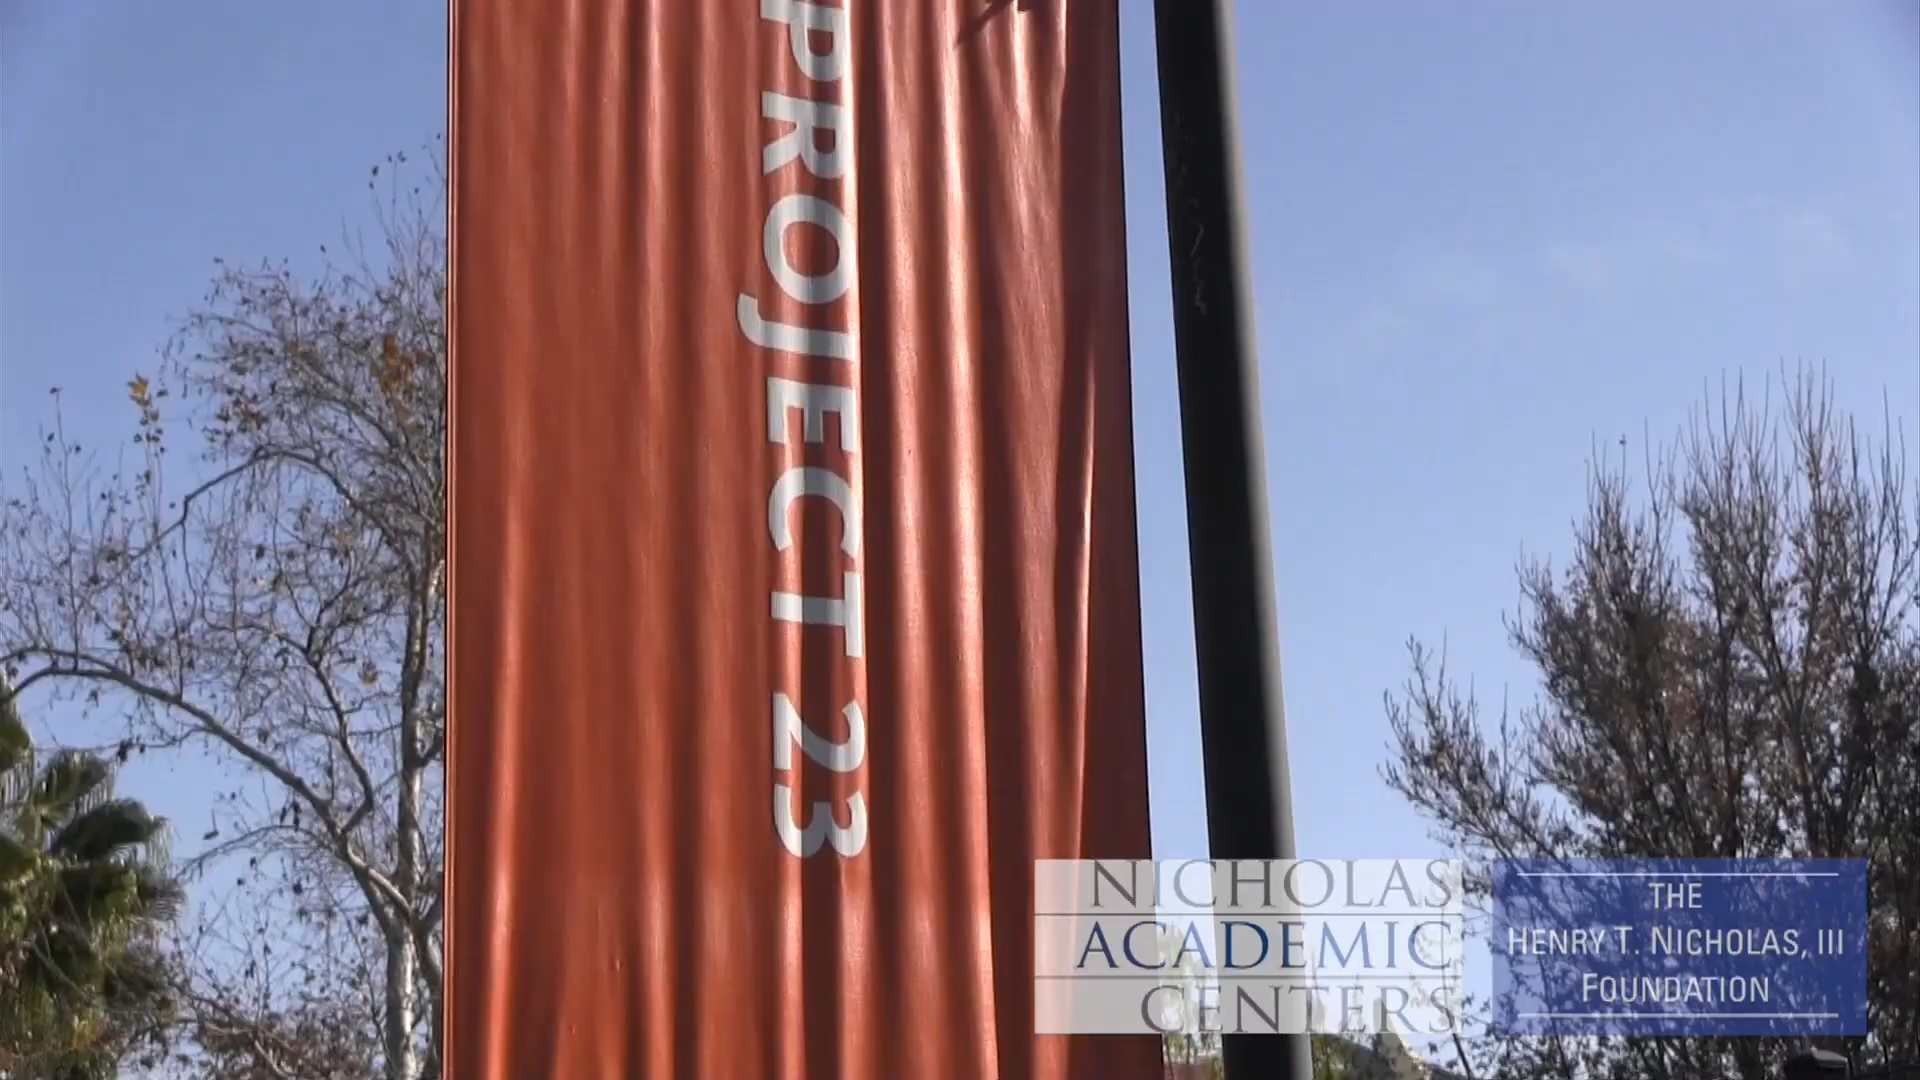 PROJECT 23
NICHOLAS
ACADEMIC
CENTERS
THE
HENRY T. NICHOLAS, III
FOUNDATION